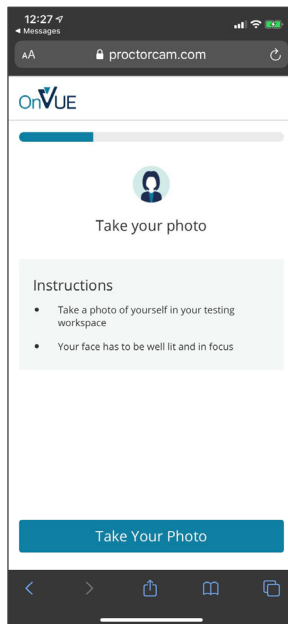 12:27
Messages
AA
proctorcam.com
OnVUE
Take your photo
Instructions
Take a photo of yourself in your testing
workspace
Your face has to be well lit and in focus
Take Your Photo